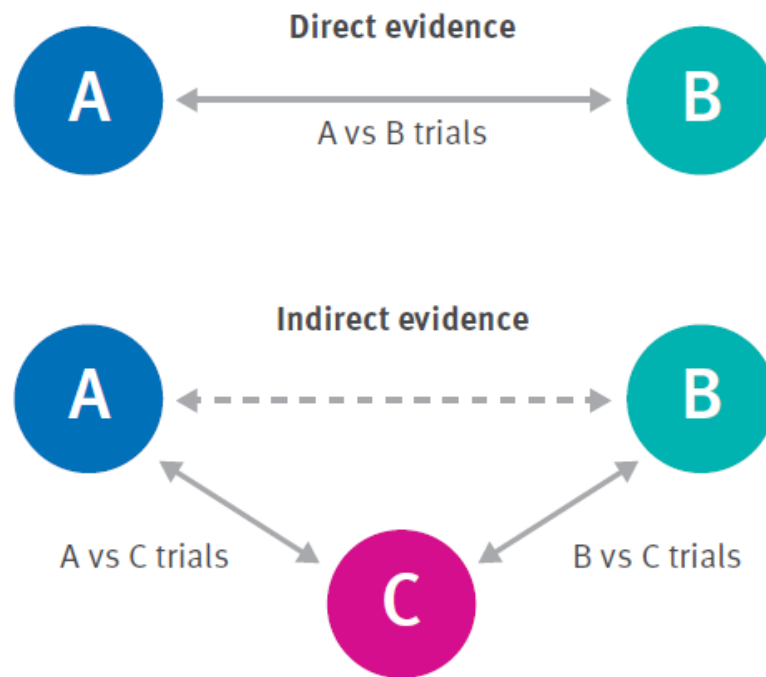 Direct evidence
A
B
A vs B trials
Indirect evidence
A
B
A vs C trials
B vs C trials
C